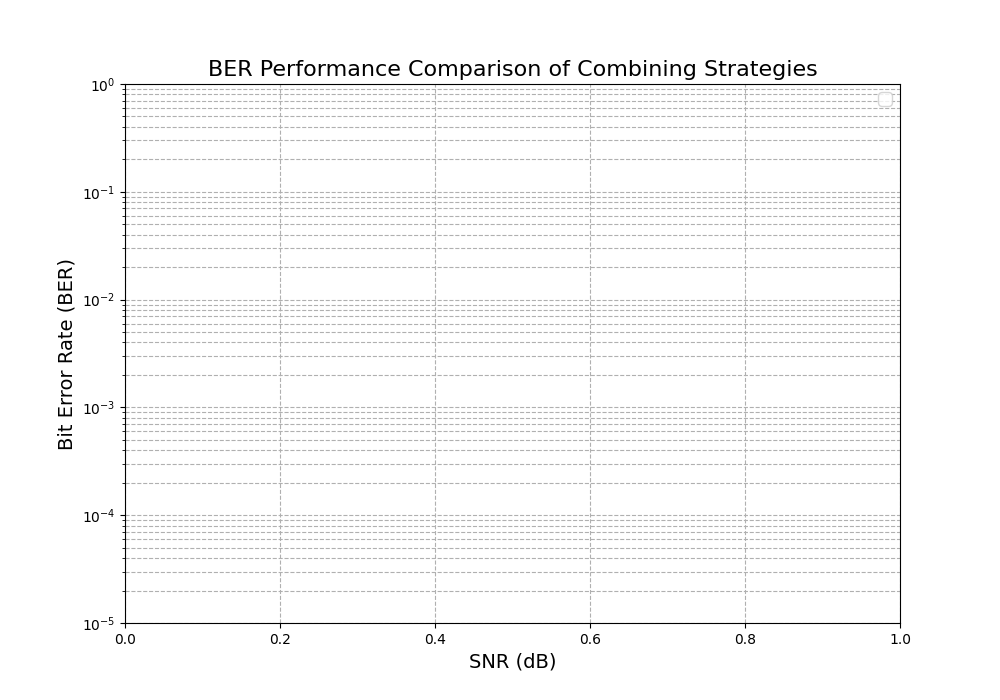 BER Performance Comparison of Combining Strategies
10⁰
10⁻¹
10⁻²
10⁻³
10⁻⁴
10⁻⁵
Bit Error Rate (BER)
0.0 0.2 0.4 0.6 0.8 1.0
SNR (dB)